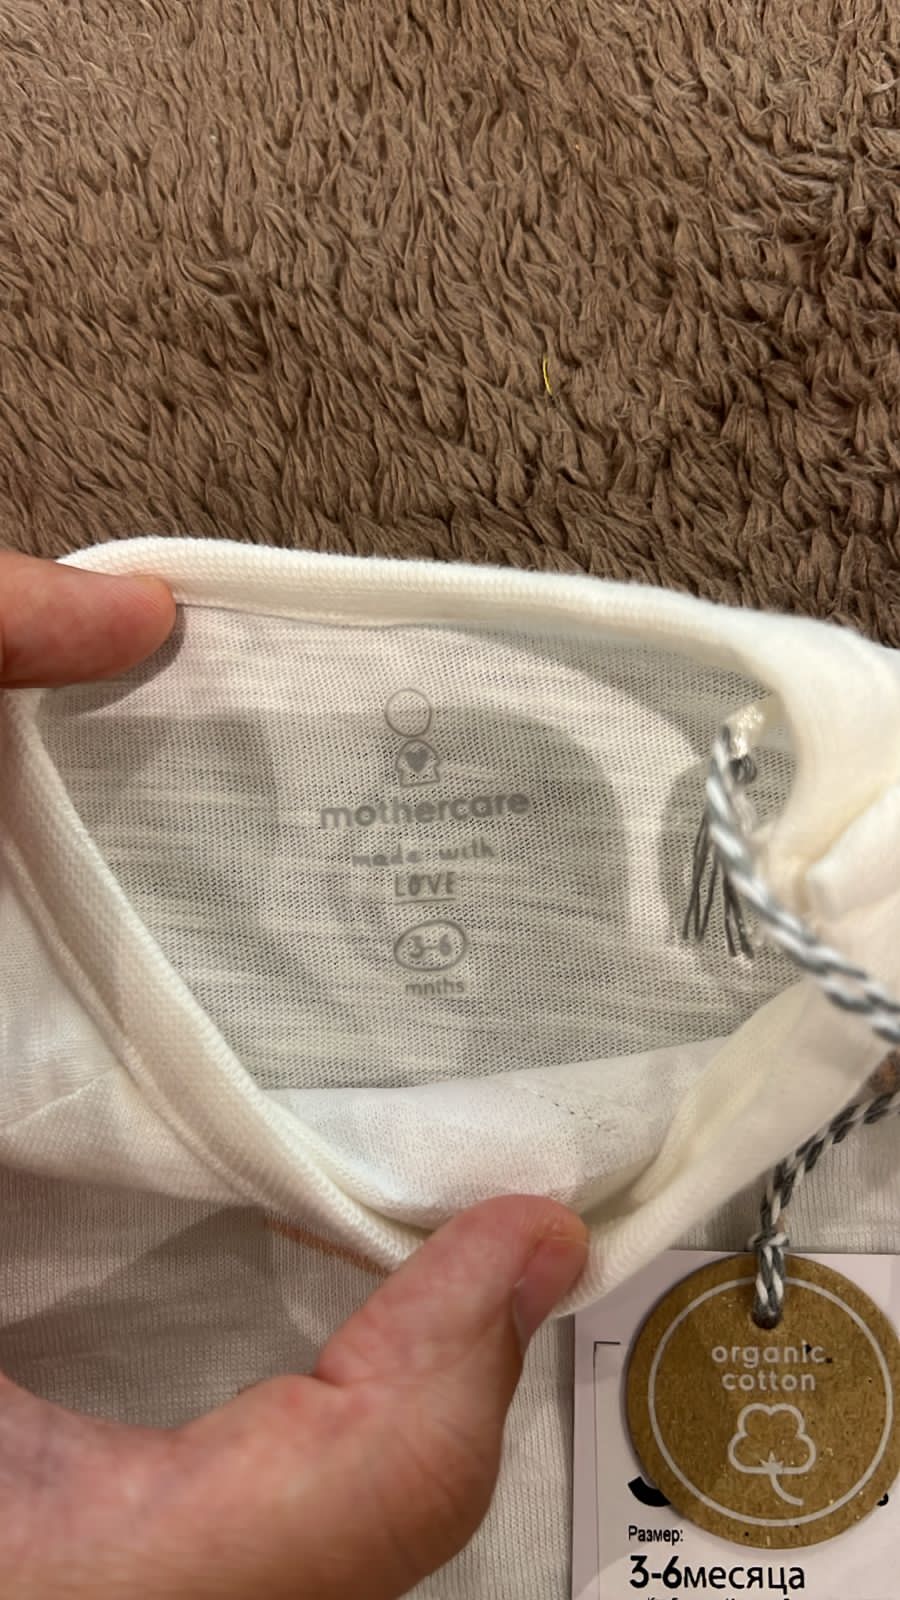 mothercare
made with
LOVE
3-6
mnths
organic
cotton
Размер:
3-6месяца